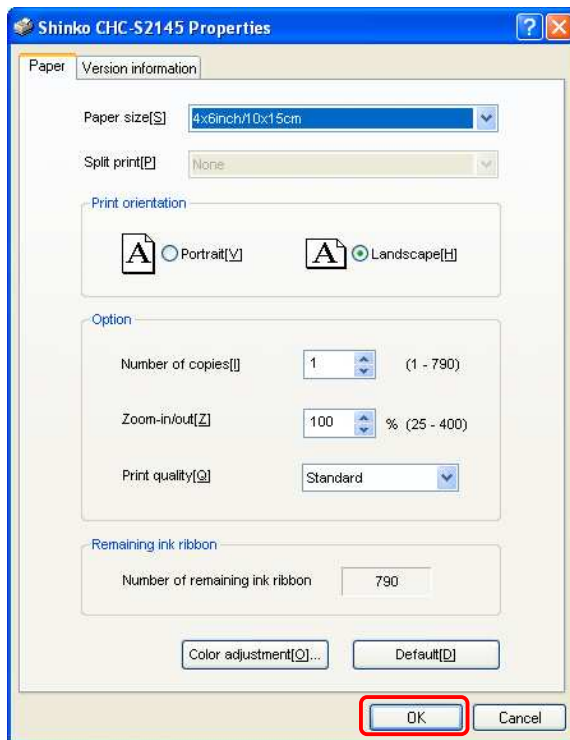 Shinko CHC-S2145 Properties
Paper Version information
Paper size[S] 4x6inch/10x15cm
Split print[P] None
Print orientation
A Portrait[V] A Landscape[H]
Option
Number of copies[I] 1 (1 - 790)
Zoom-in/out[Z] 100 % (25 - 400)
Print quality[Q] Standard
Remaining ink ribbon
Number of remaining ink ribbon 790
Color adjustment[O]... Default[D]
OK Cancel